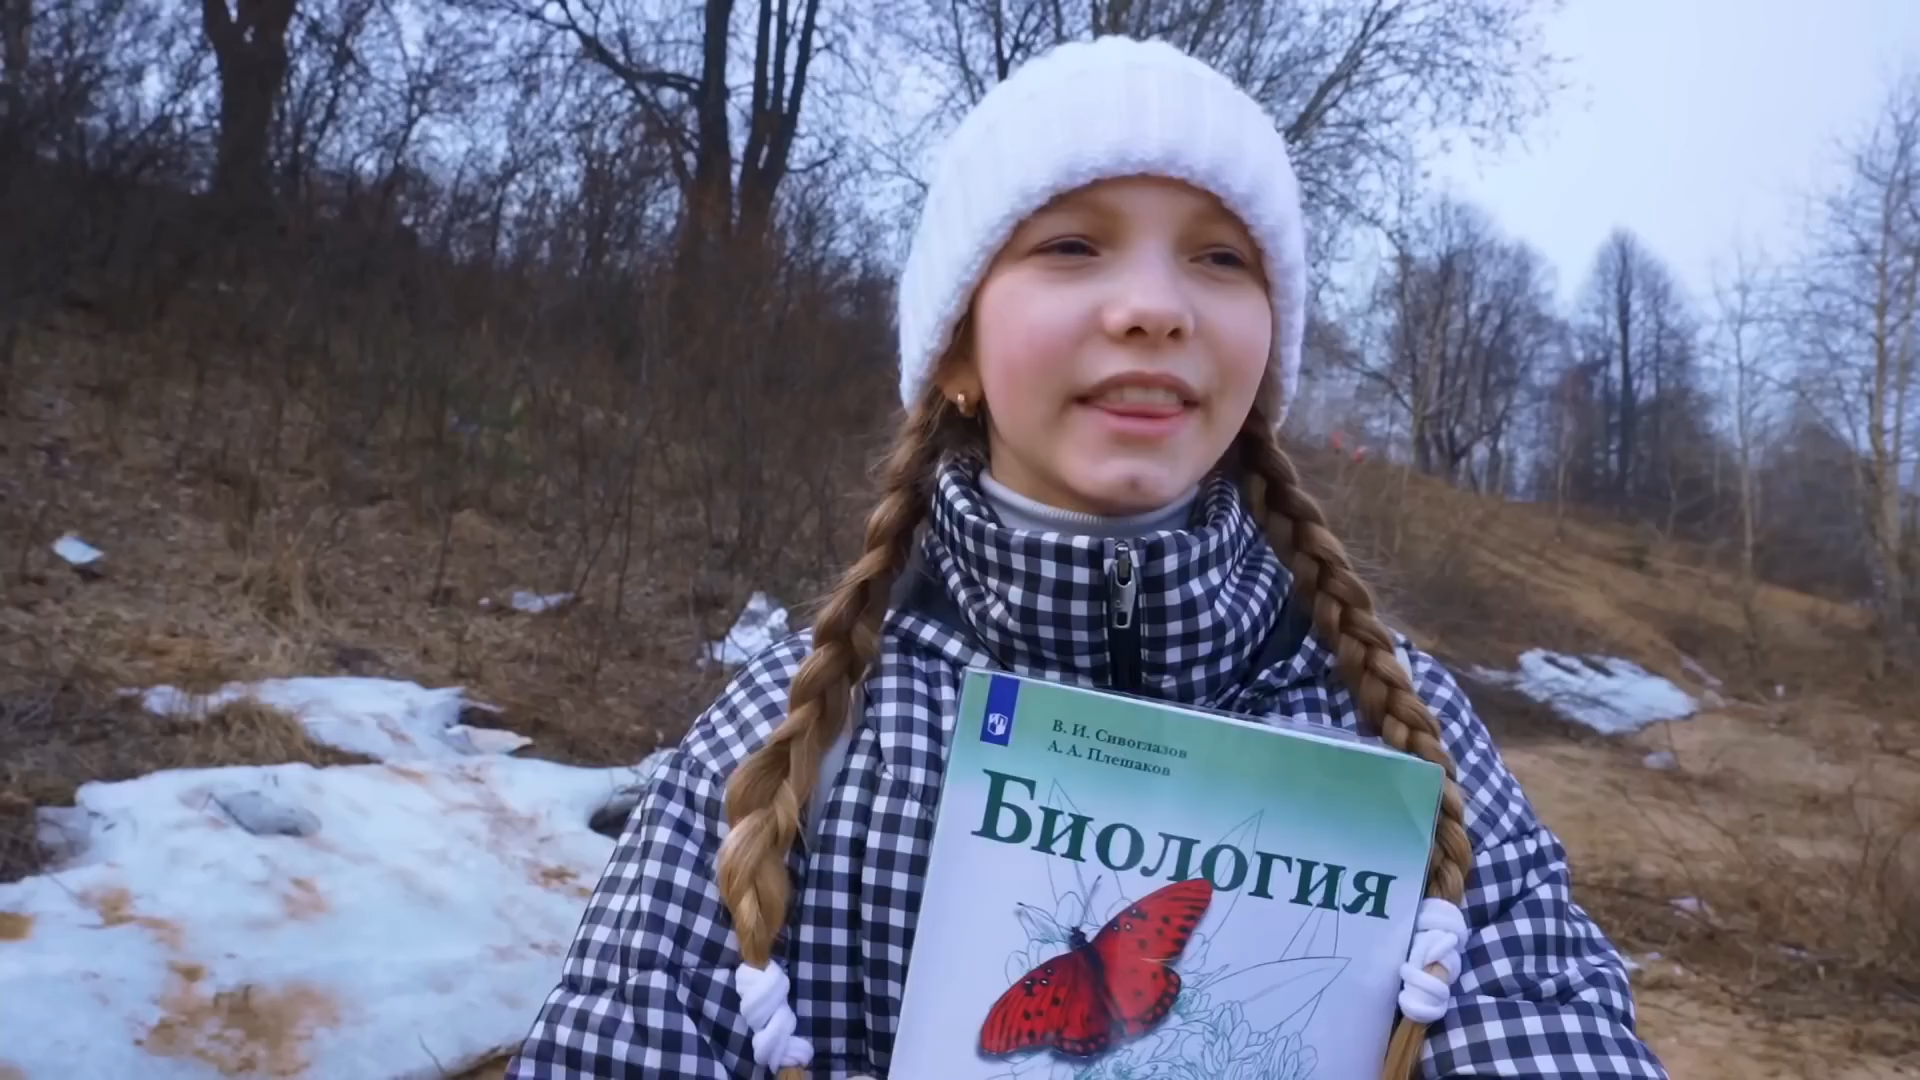 В. И. Сивоглазов
А. А. Плешаков
Биология